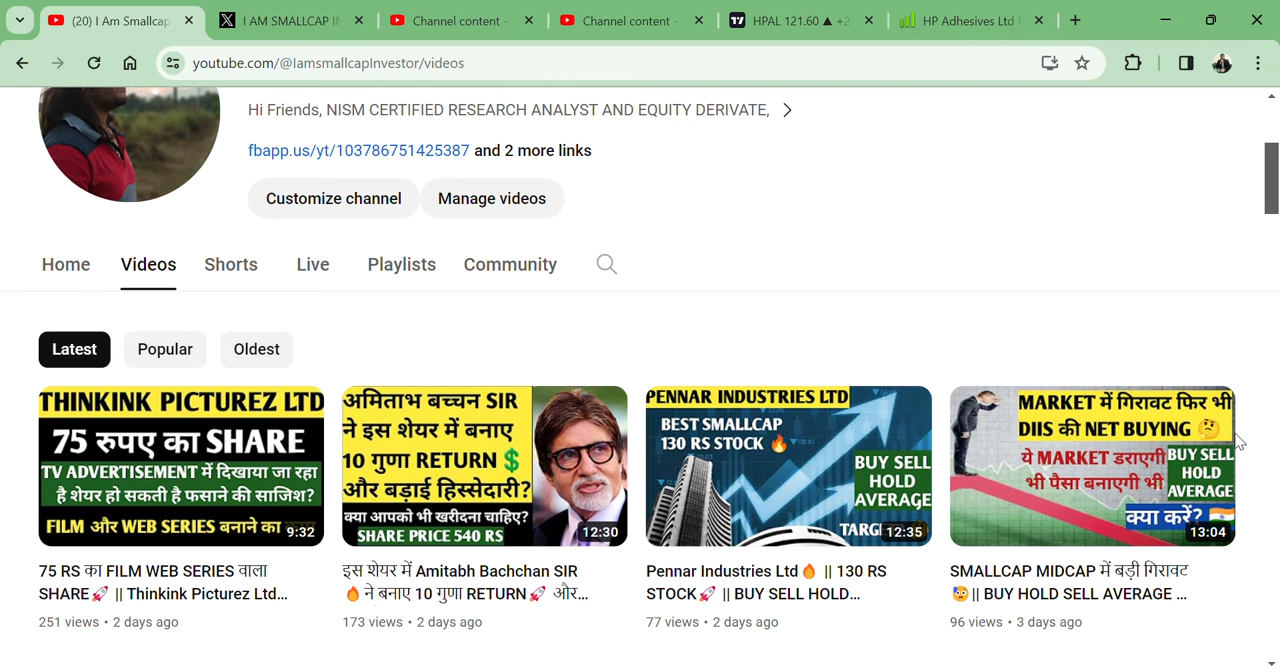 (20) I Am Smallcap
I AM SMALLCAP IN
Channel content -
Channel content -
HPAL 121.60 ▲ +2
HP Adhesives Ltd
youtube.com/@IamsmallcapInvestor/videos
Hi Friends, NISM CERTIFIED RESEARCH ANALYST AND EQUITY DERIVATE,
fbapp.us/yt/103786751425387 and 2 more links
Customize channel
Manage videos
Home
Videos
Shorts
Live
Playlists
Community
Latest
Popular
Oldest
THINKINK PICTUREZ LTD
75 रुपए का SHARE
TV ADVERTISEMENT में दिखाया जा रहा
है शेयर हो सकती है फसाने की साजिश?
FILM और WEB SERIES बनाने का
9:32
अमिताभ बच्चन SIR
ने इस शेयर में बनाए
10 गुणा RETURN 💲
और बड़ाई हिस्सेदारी?
क्या आपको भी खरीदना चाहिए?
SHARE PRICE 540 RS
12:30
PENNAR INDUSTRIES LTD
BEST SMALLCAP
130 RS STOCK 🔥
BUY SELL
HOLD
AVERAGE
12:35
MARKET में गिरावट फिर भी
DIIS की NET BUYING 🤔
ये MARKET डराएगी
भी पैसा बनाएगी भी
BUY SELL
HOLD
AVERAGE
क्या करें? 🇮🇳
13:04
75 RS का FILM WEB SERIES वाला
SHARE🚀 || Thinkink Picturez Ltd...
251 views • 2 days ago
इस शेयर में Amitabh Bachchan SIR
🔥ने बनाए 10 गुणा RETURN🚀 और...
173 views • 2 days ago
Pennar Industries Ltd🔥 || 130 RS
STOCK🚀 || BUY SELL HOLD...
77 views • 2 days ago
SMALLCAP MIDCAP में बड़ी गिरावट
😨|| BUY HOLD SELL AVERAGE ...
96 views • 3 days ago